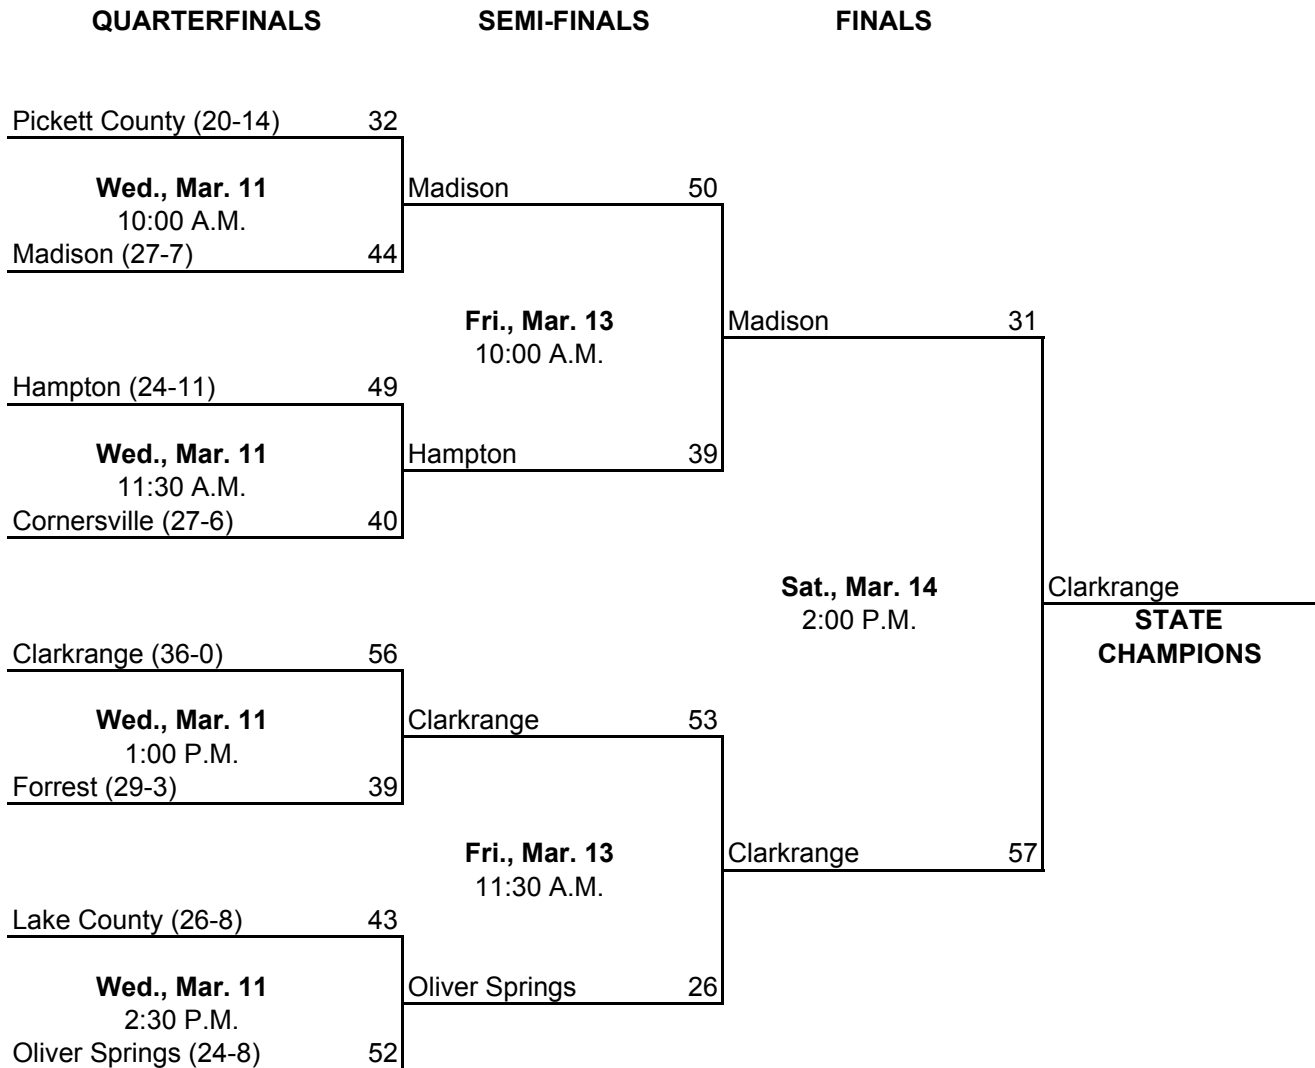 QUARTERFINALS SEMI-FINALS FINALS
Pickett County (20-14) 32
Wed., Mar. 11 Madison 50
10:00 A.M.
Madison (27-7) 44
Fri., Mar. 13 Madison 31
10:00 A.M.
Hampton (24-11) 49
Wed., Mar. 11 Hampton 39
11:30 A.M.
Cornersville (27-6) 40
Sat., Mar. 14 Clarkrange
2:00 P.M. STATE
Clarkrange (36-0) 56 CHAMPIONS
Wed., Mar. 11 Clarkrange 53
1:00 P.M.
Forrest (29-3) 39
Fri., Mar. 13 Clarkrange 57
11:30 A.M.
Lake County (26-8) 43
Wed., Mar. 11 Oliver Springs 26
2:30 P.M.
Oliver Springs (24-8) 52